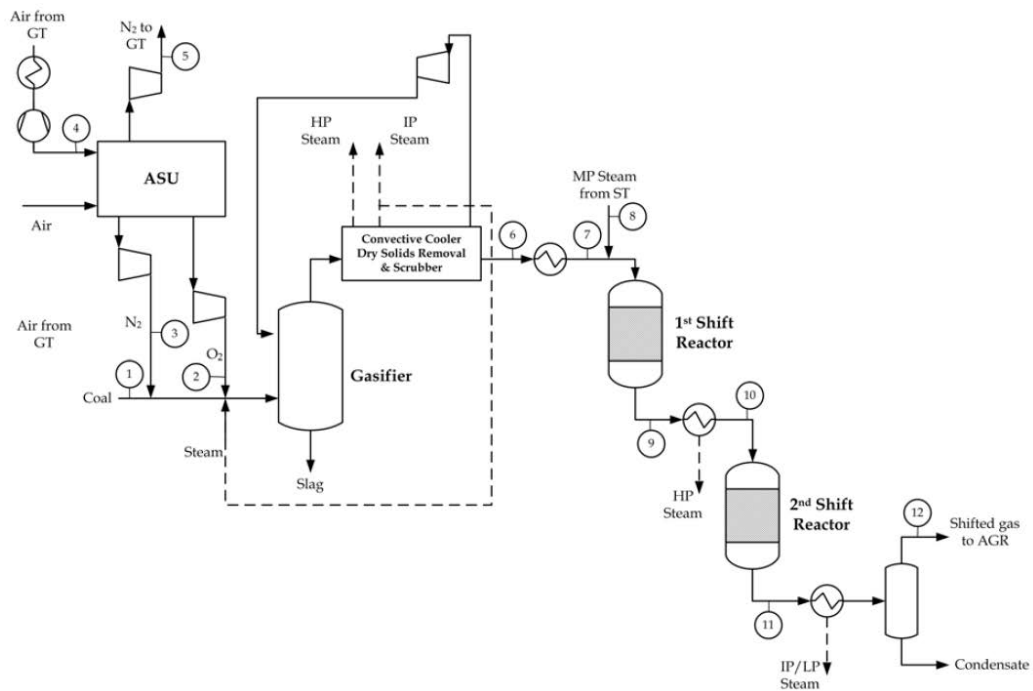 Air from
GT
N₂ to
GT
5
4
ASU
Air
HP
Steam
IP
Steam
MP Steam
from ST
8
Convective Cooler
Dry Solids Removal
& Scrubber
6
7
N₂
3
Air from
GT
O₂
2
1
Coal
Gasifier
Steam
Slag
1st Shift
Reactor
9
10
HP
Steam
2nd Shift
Reactor
12
Shifted gas
to AGR
11
IP/LP
Steam
Condensate